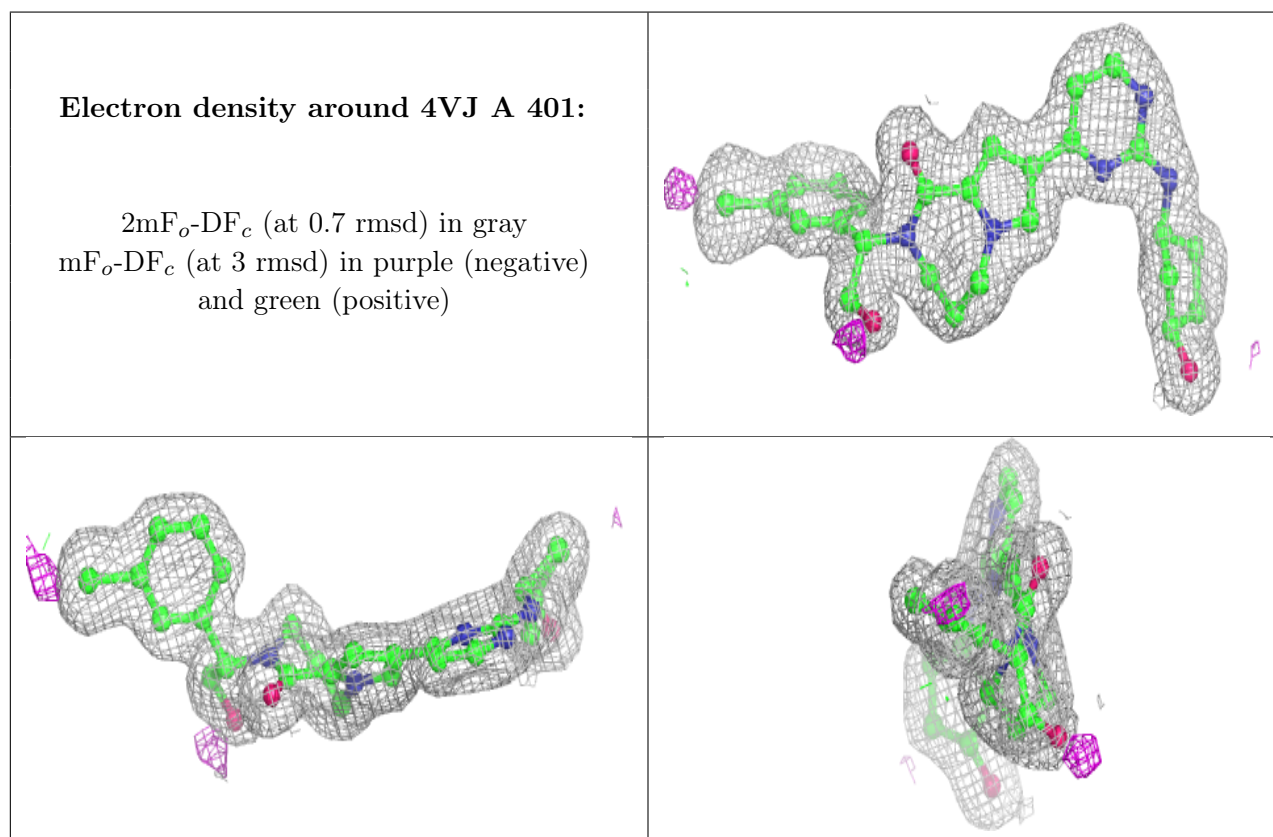 Electron density around 4VJ A 401:
2mFₒ-DF𝒸 (at 0.7 rmsd) in gray
mFₒ-DF𝒸 (at 3 rmsd) in purple (negative)
and green (positive)